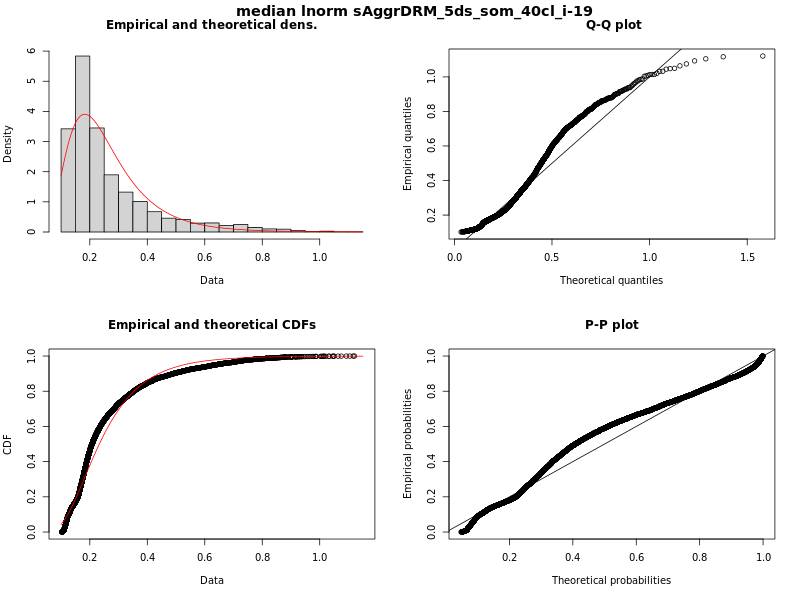 median lnorm sAggrDRM_5ds_som_40cl_i-19
Empirical and theoretical dens.
Density
0 1 2 3 4 5 6
0.2 0.4 0.6 0.8 1.0
Data
Q-Q plot
Empirical quantiles
0.2 0.4 0.6 0.8 1.0
0.0 0.5 1.0 1.5
Theoretical quantiles
Empirical and theoretical CDFs
CDF
0.0 0.2 0.4 0.6 0.8 1.0
0.2 0.4 0.6 0.8 1.0
Data
P-P plot
Empirical probabilities
0.0 0.2 0.4 0.6 0.8 1.0
0.2 0.4 0.6 0.8 1.0
Theoretical probabilities